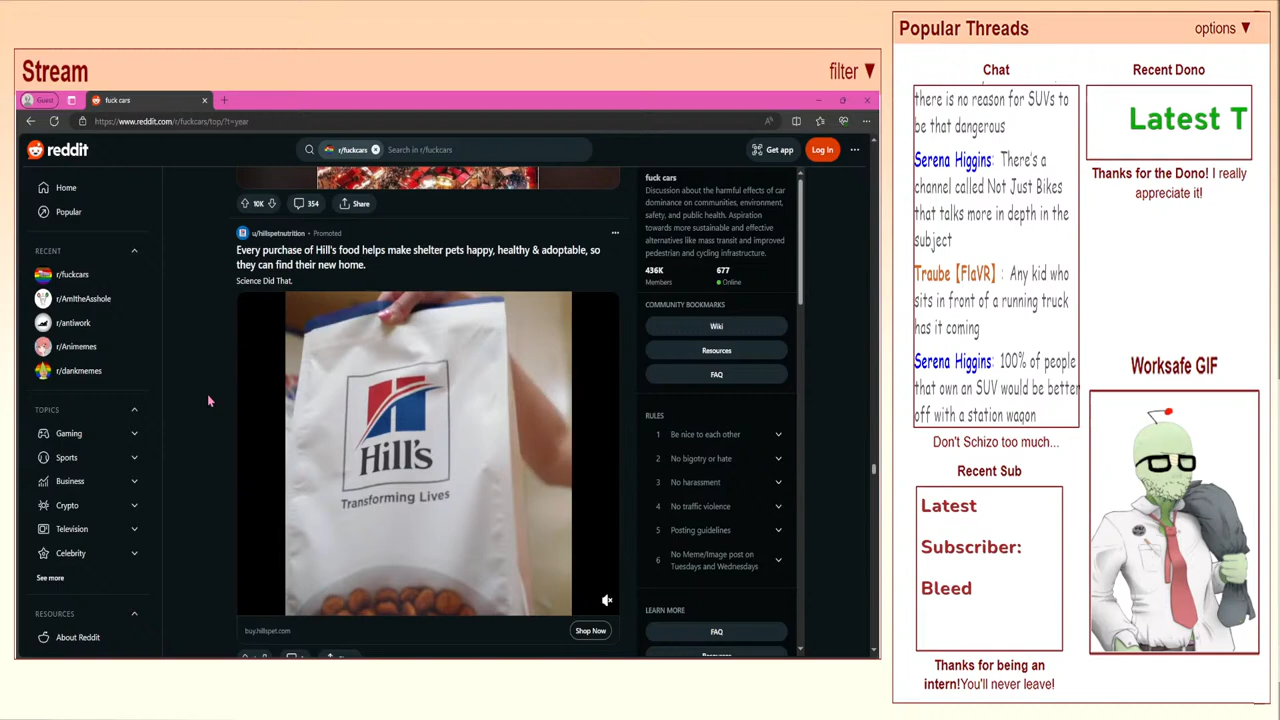 Stream
filter ▼
Guest
fuck cars
https://www.reddit.com/r/fuckcars/top/?t=year
reddit
r/fuckcars
Search in r/fuckcars
Get app
Log In
Home
Popular
RECENT
r/fuckcars
r/AmItheAsshole
r/antiwork
r/Animemes
r/dankmemes
TOPICS
Gaming
Sports
Business
Crypto
Television
Celebrity
See more
RESOURCES
About Reddit
10K
354
Share
u/hillspetnutrition • Promoted
Every purchase of Hill's food helps make shelter pets happy, healthy & adoptable, so
they can find their new home.
Science Did That.
Hill's
Transforming Lives
buy.hillspet.com
Shop Now
fuck cars
Discussion about the harmful effects of car
dominance on communities, environment,
safety, and public health. Aspiration
towards more sustainable and effective
alternatives like mass transit and improved
pedestrian and cycling infrastructure.
436K
677
Members
Online
COMMUNITY BOOKMARKS
Wiki
Resources
FAQ
RULES
1 Be nice to each other
2 No bigotry or hate
3 No harassment
4 No traffic violence
5 Posting guidelines
6 No Meme/Image post on
Tuesdays and Wednesdays
LEARN MORE
FAQ
Popular Threads
options ▼
Chat
there is no reason for SUVs to
be that dangerous
Serena Higgins: There's a
channel called Not Just Bikes
that talks more in depth in the
subject
Traube【FlaVR】: Any kid who
sits in front of a running truck
has it coming
Serena Higgins: 100% of people
that own an SUV would be better
off with a station wagon
Don't Schizo too much...
Recent Sub
Latest
Subscriber:
Bleed
Thanks for being an
intern!You'll never leave!
Recent Dono
Latest T
Thanks for the Dono! I really
appreciate it!
Worksafe GIF